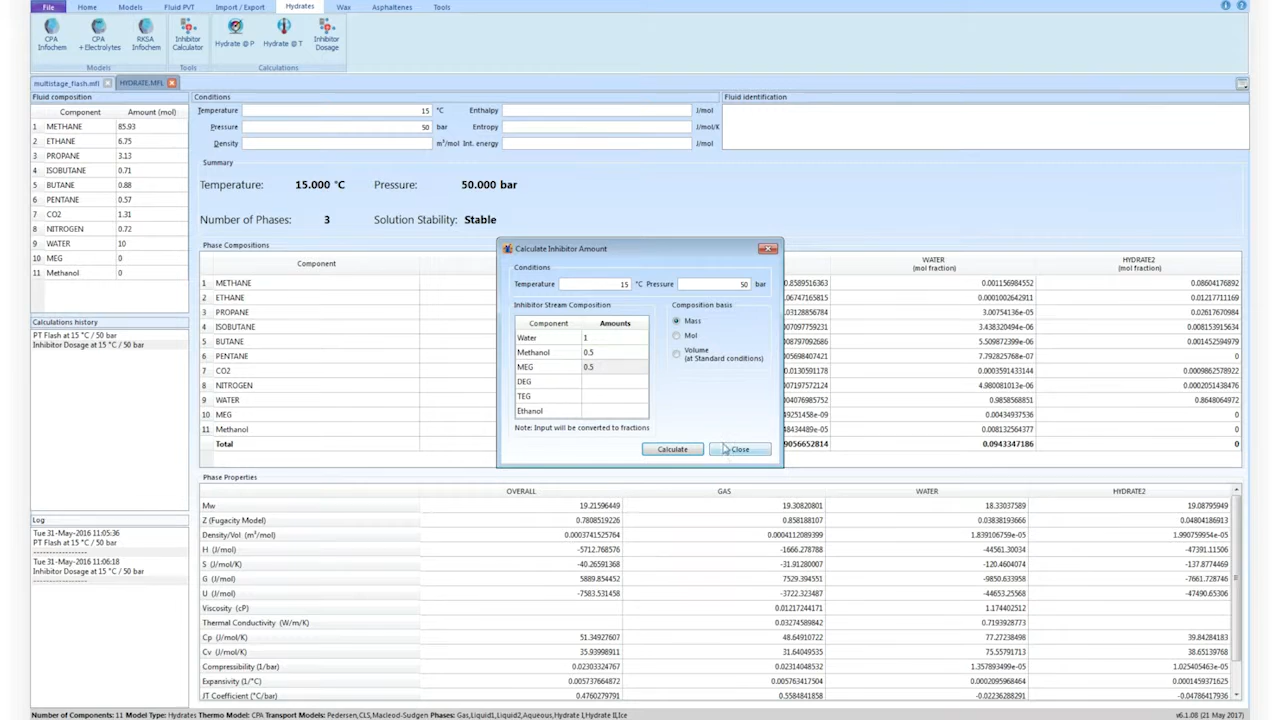 File Home Models Fluid PVT Import / Export Hydrates Wax Asphaltenes Tools
CPA Infochem
CPA + Electrolytes
RKSA Infochem
Inhibitor Calculator
Hydrate @ P
Hydrate @ T
Inhibitor Dosage
Models Tools Calculations
multistage_flash.mfl HYDRATE.MFL
Fluid composition
Component Amount (mol)
1 METHANE 85.93
2 ETHANE 6.75
3 PROPANE 3.13
4 ISOBUTANE 0.71
5 BUTANE 0.88
6 PENTANE 0.57
7 CO2 1.31
8 NITROGEN 0.72
9 WATER 10
10 MEG 0
11 Methanol 0
Calculations history
PT Flash at 15 °C / 50 bar
Inhibitor Dosage at 15 °C / 50 bar
Log
Tue 31-May-2016 11:05:36
PT Flash at 15 °C / 50 bar
-----------------
Tue 31-May-2016 11:06:18
Inhibitor Dosage at 15 °C / 50 bar
-----------------
Conditions
Temperature 15 °C Enthalpy J/mol
Pressure 50 bar Entropy J/mol/K
Density m³/mol Int. energy J/mol
Fluid identification
Summary
Temperature: 15.000 °C Pressure: 50.000 bar
Number of Phases: 3 Solution Stability: Stable
Phase Compositions
Component WATER (mol fraction) HYDRATE2 (mol fraction)
1 METHANE 0.8589516363 0.001156984552 0.08604176892
2 ETHANE 0.06747165815 0.0001002642911 0.01217711169
3 PROPANE 0.03128856784 3.00754136e-05 0.02617670984
4 ISOBUTANE 3.438320494e-06 0.008153915634
5 BUTANE 5.509872399e-06 0.001452594979
6 PENTANE 7.792825767e-08 0
7 CO2 0.0003591433144 0.0009862578922
8 NITROGEN 4.980081013e-06 0.0002051438476
9 WATER 0.9858568851 0.8648064972
10 MEG 0.00434937536 0
11 Methanol 0.008132564377 0
Total 0.0943347186 0
Calculate Inhibitor Amount
Conditions
Temperature 15 °C Pressure 50 bar
Inhibitor Stream Composition
Component Amounts
Water 1
Methanol 0.5
MEG 0.5
DEG
TEG
Ethanol
Note: Input will be converted to fractions
Composition basis
Mass
Mol
Volume
(at Standard conditions)
Calculate Close
Phase Properties
OVERALL GAS WATER HYDRATE2
Mw 19.21596449 19.30820801 18.33037589 19.08795949
Z (Fugacity Model) 0.7808519226 0.858188107 0.03838193666 0.04804186913
Density/Vol (m³/mol) 0.000374152576 0.0004112089399 1.839106759e-05 1.990759954e-05
H (J/mol) -5712.768576 -1666.278788 -44561.30034 -47391.11506
S (J/mol/K) -40.26591368 -31.91280007 -120.4604074 -137.8774469
G (J/mol) 5889.854452 7529.394551 -9850.633958 -7661.728746
U (J/mol) -7583.531458 -3722.323487 -44653.25568 -47490.65306
Viscosity (cP) 0.01217244171 1.174402512
Thermal Conductivity (W/m/K) 0.03274589842 0.7193928773
Cp (J/mol/K) 51.34927607 48.64910722 77.27238498 39.84284183
Cv (J/mol/K) 35.93998911 31.64049535 75.55791713 38.65139768
Compressibility (1/bar) 0.02303324767 0.02314048532 1.357893499e-05 1.025405463e-05
Expansivity (1/°C) 0.005737664872 0.005763417504 0.0002095968464 0.0001459371625
JT Coefficient (°C/bar) 0.4760279791 0.5584841858 -0.02236288291 -0.04786417936
Number of Components: 11 Model Type: Hydrates Thermo Model: CPA Transport Models: Pedersen,CLS,Macleod-Sudgen Phases: Gas,Liquid1,Liquid2,Aqueous,Hydrate I,Hydrate II,Ice v6.1.08 (21 May 2017)